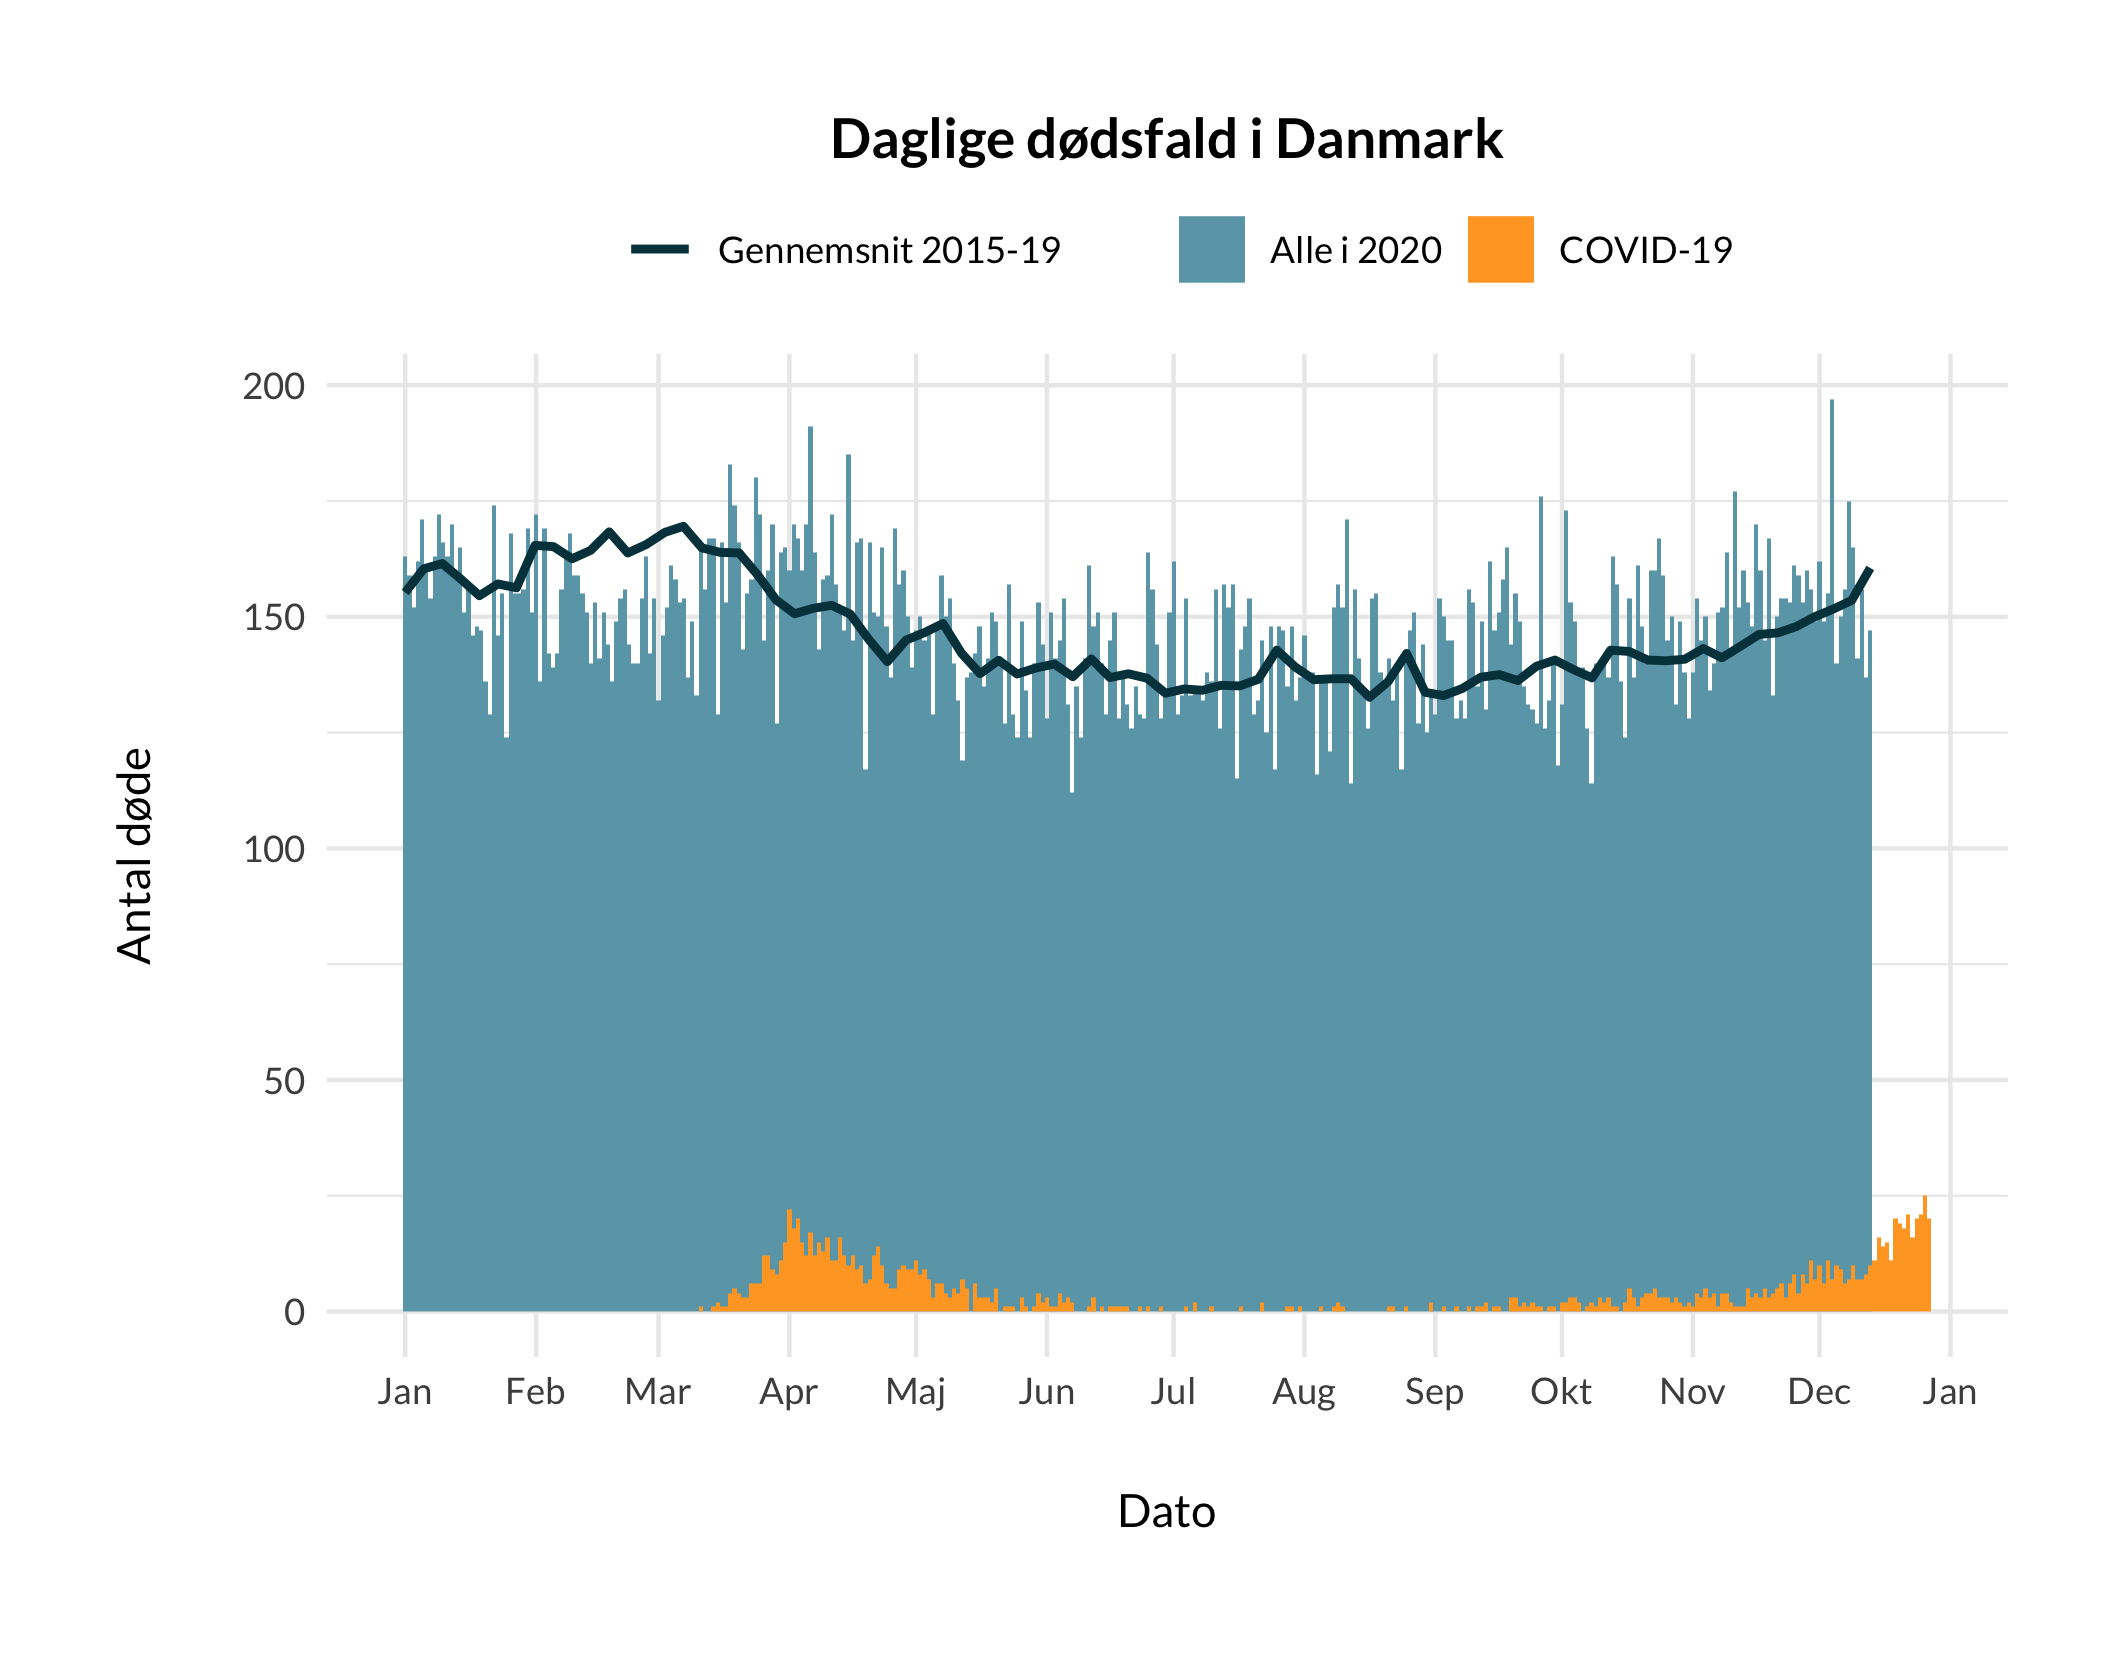 Daglige dødsfald i Danmark
Gennemsnit 2015-19 Alle i 2020 COVID-19
200
150
100
50
0
Antal døde
Jan Feb Mar Apr Maj Jun Jul Aug Sep Okt Nov Dec Jan
Dato